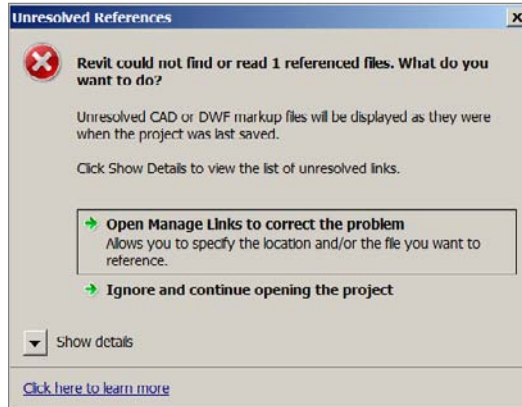 Unresolved References
Revit could not find or read 1 referenced files. What do you
want to do?
Unresolved CAD or DWF markup files will be displayed as they were
when the project was last saved.
Click Show Details to view the list of unresolved links.
Open Manage Links to correct the problem
Allows you to specify the location and/or the file you want to
reference.
Ignore and continue opening the project
Show details
Click here to learn more